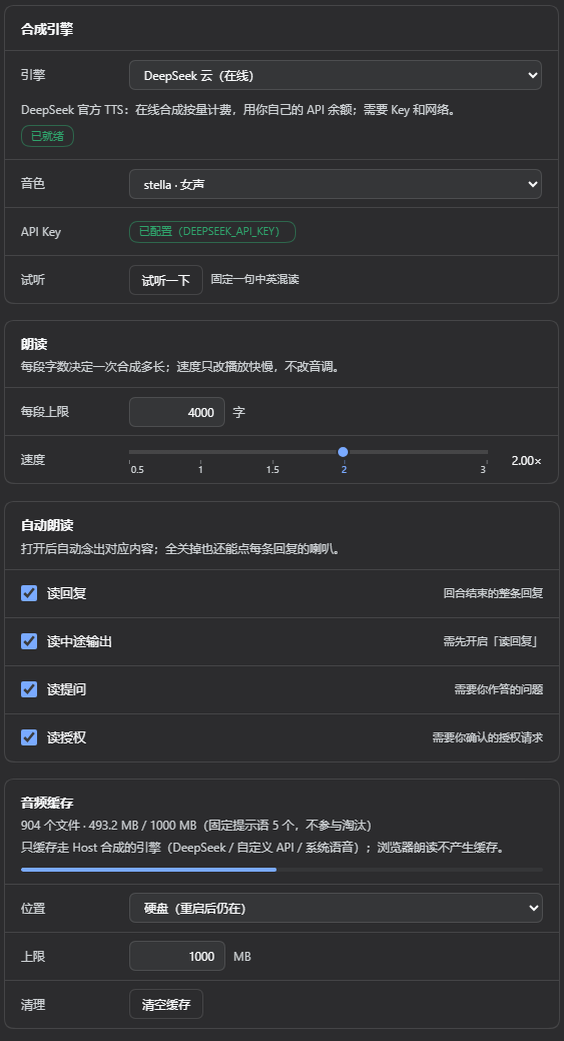 合成引擎
引擎 DeepSeek 云（在线）
DeepSeek 官方 TTS：在线合成按量计费，用你自己的 API 余额；需要 Key 和网络。
已就绪
音色 stella · 女声
API Key 已配置（DEEPSEEK_API_KEY）
试听 试听一下 固定一句中英混读
朗读
每段字数决定一次合成多长；速度只改播放快慢，不改音调。
每段上限 4000 字
速度 2.00×
0.5 1 1.5 2 3
自动朗读
打开后自动念出对应内容；全关掉也还能点每条回复的喇叭。
读回复 回合结束的整条回复
读中途输出 需先开启「读回复」
读提问 需要你作答的问题
读授权 需要你确认的授权请求
音频缓存
904 个文件 · 493.2 MB / 1000 MB（固定提示语 5 个，不参与淘汰）
只缓存走 Host 合成的引擎（DeepSeek / 自定义 API / 系统语音）；浏览器朗读不产生缓存。
位置 硬盘（重启后仍在）
上限 1000 MB
清理 清空缓存